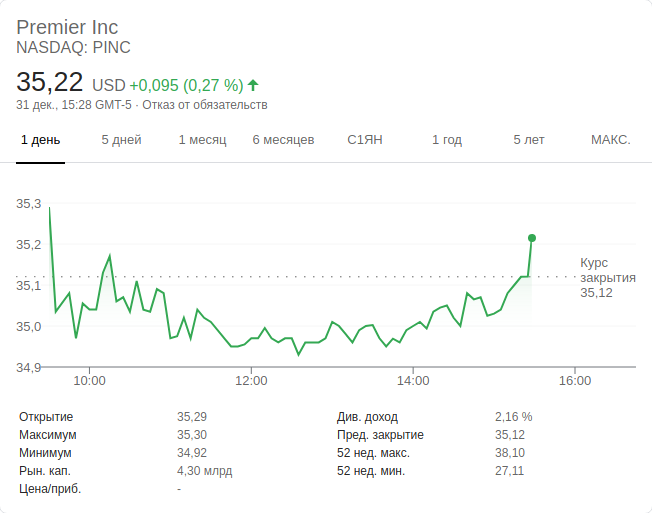 Premier Inc
NASDAQ: PINC
35,22 USD +0,095 (0,27 %)
31 дек., 15:28 GMT-5 · Отказ от обязательств
1 день 5 дней 1 месяц 6 месяцев С1ЯН 1 год 5 лет МАКС.
35,3
35,2
Курс
закрытия
35,12
35,1
35,0
34,9
10:00 12:00 14:00 16:00
Открытие 35,29 Див. доход 2,16 %
Максимум 35,30 Пред. закрытие 35,12
Минимум 34,92 52 нед. макс. 38,10
Рын. кап. 4,30 млрд 52 нед. мин. 27,11
Цена/приб. -